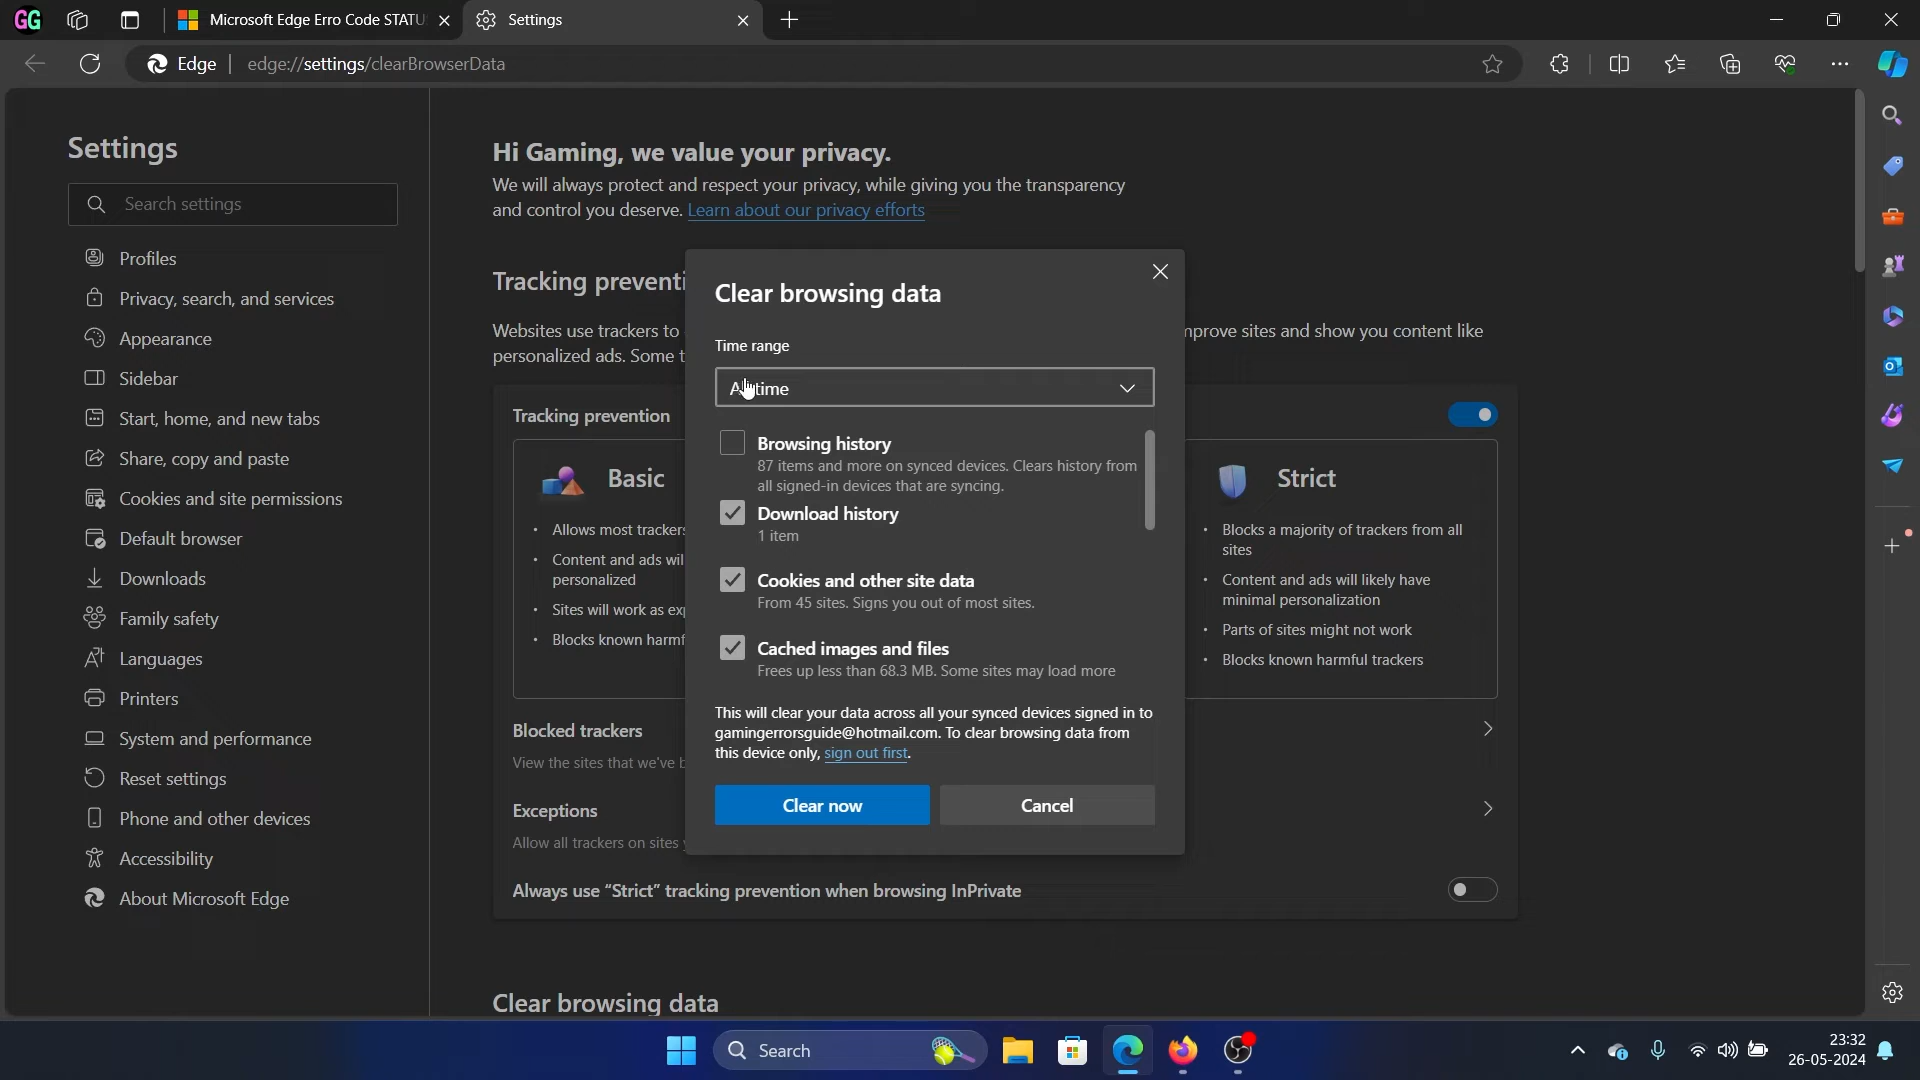 GG
Microsoft Edge Erro Code STATU
Settings
Edge
edge://settings/clearBrowserData
Settings
Search settings
Profiles
Privacy, search, and services
Appearance
Sidebar
Start, home, and new tabs
Share, copy and paste
Cookies and site permissions
Default browser
Downloads
Family safety
Languages
Printers
System and performance
Reset settings
Phone and other devices
Accessibility
About Microsoft Edge
Hi Gaming, we value your privacy.
We will always protect and respect your privacy, while giving you the transparency
and control you deserve. Learn about our privacy efforts
Tracking preventi
Websites use trackers to
mprove sites and show you content like
personalized ads. Some t
Tracking prevention
Basic
Allows most trackers
Content and ads wil
personalized
Sites will work as exp
Blocks known harmf
Strict
Blocks a majority of trackers from all
sites
Content and ads will likely have
minimal personalization
Parts of sites might not work
Blocks known harmful trackers
Blocked trackers
View the sites that we've b
Exceptions
Allow all trackers on sites y
Always use “Strict” tracking prevention when browsing InPrivate
Clear browsing data
Clear browsing data
Time range
All time
Browsing history
87 items and more on synced devices. Clears history from
all signed-in devices that are syncing.
Download history
1 item
Cookies and other site data
From 45 sites. Signs you out of most sites.
Cached images and files
Frees up less than 68.3 MB. Some sites may load more
This will clear your data across all your synced devices signed in to
gamingerrorsguide@hotmail.com. To clear browsing data from
this device only, sign out first.
Clear now
Cancel
Search
23:32
26-05-2024